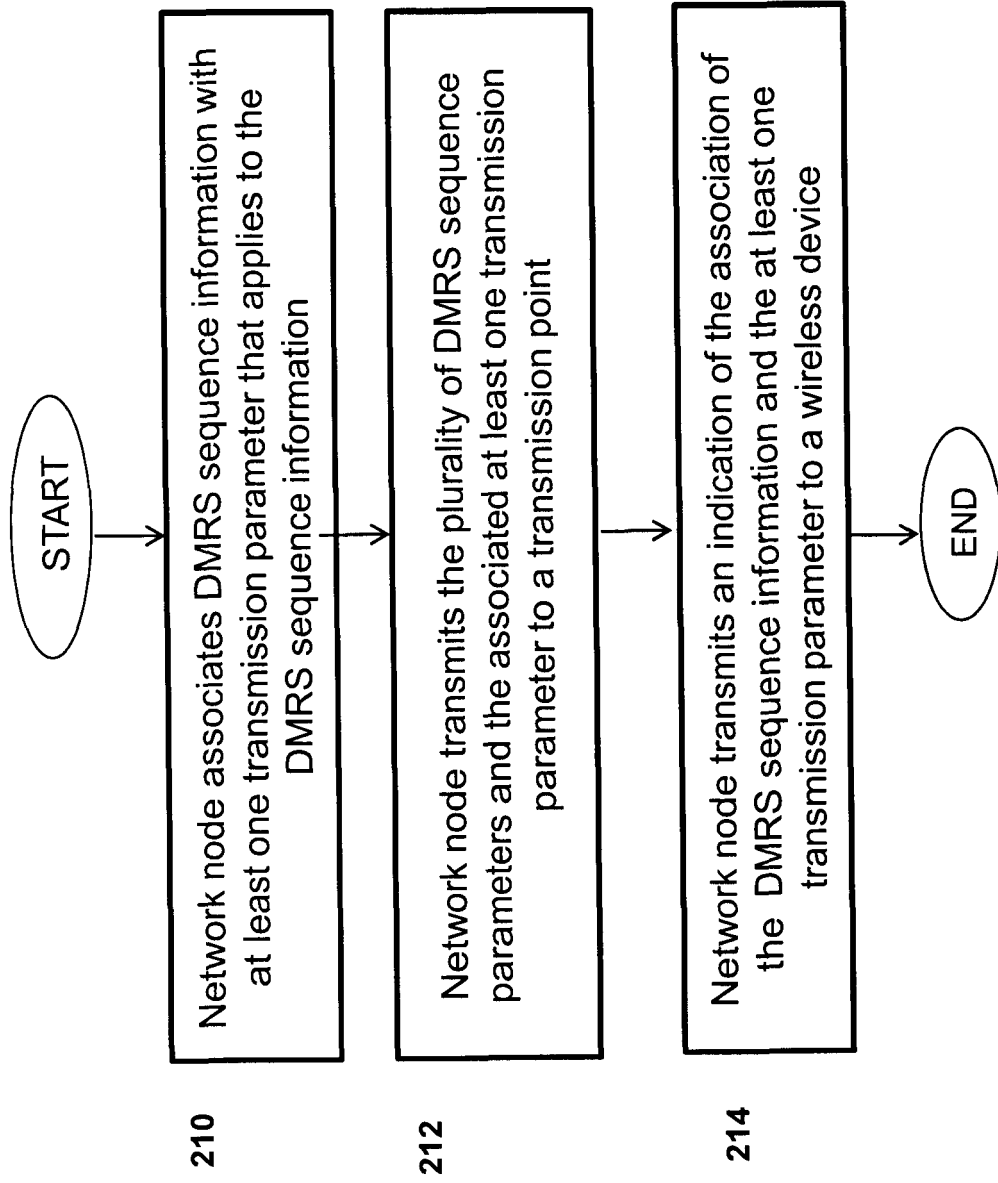 START
210
Network node associates DMRS sequence information with
at least one transmission parameter that applies to the
DMRS sequence information
212
Network node transmits the plurality of DMRS sequence
parameters and the associated at least one transmission
parameter to a transmission point
214
Network node transmits an indication of the association of
the DMRS sequence information and the at least one
transmission parameter to a wireless device
END